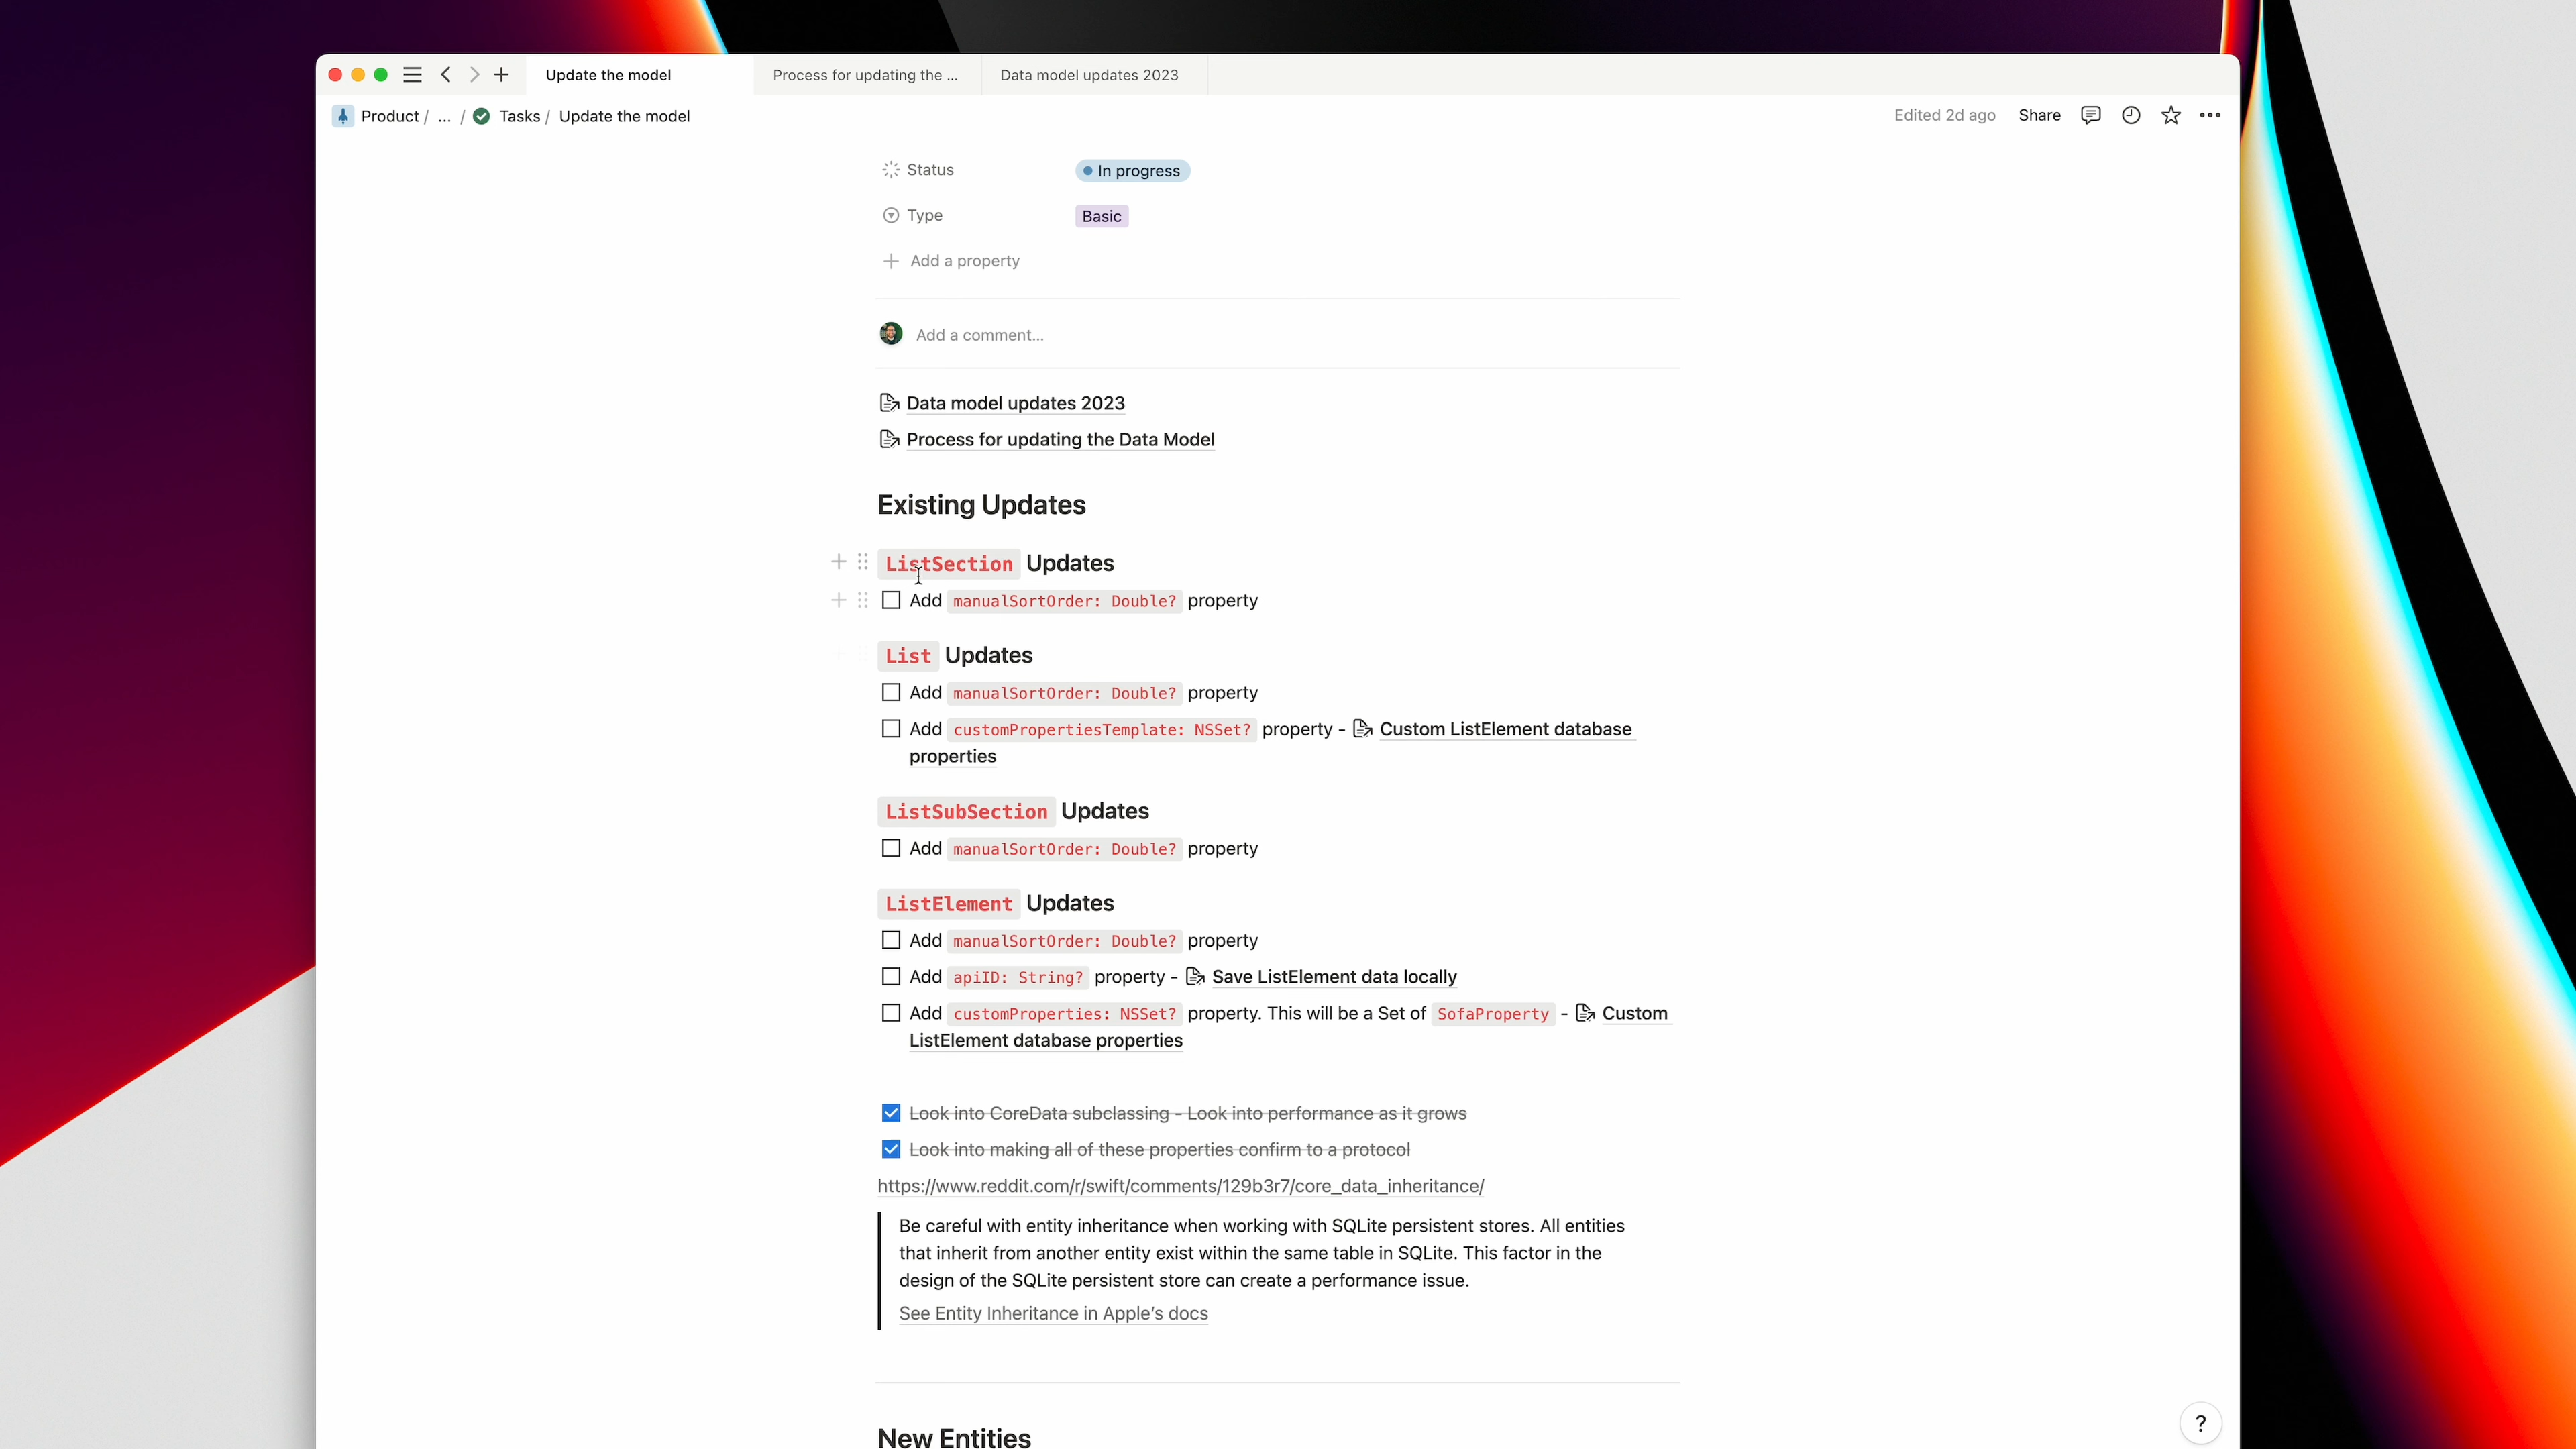 Update the model
Process for updating the ...
Data model updates 2023
Product / ... / Tasks / Update the model
Edited 2d ago
Share
Status
In progress
Type
Basic
Add a property
Add a comment...
Data model updates 2023
Process for updating the Data Model
Existing Updates
ListSection Updates
Add manualSortOrder: Double? property
List Updates
Add manualSortOrder: Double? property
Add customPropertiesTemplate: NSSet? property - Custom ListElement database
properties
ListSubSection Updates
Add manualSortOrder: Double? property
ListElement Updates
Add manualSortOrder: Double? property
Add apiID: String? property - Save ListElement data locally
Add customProperties: NSSet? property. This will be a Set of SofaProperty - Custom
ListElement database properties
Look into CoreData subclassing - Look into performance as it grows
Look into making all of these properties confirm to a protocol
https://www.reddit.com/r/swift/comments/129b3r7/core_data_inheritance/
Be careful with entity inheritance when working with SQLite persistent stores. All entities
that inherit from another entity exist within the same table in SQLite. This factor in the
design of the SQLite persistent store can create a performance issue.
See Entity Inheritance in Apple's docs
New Entities
?